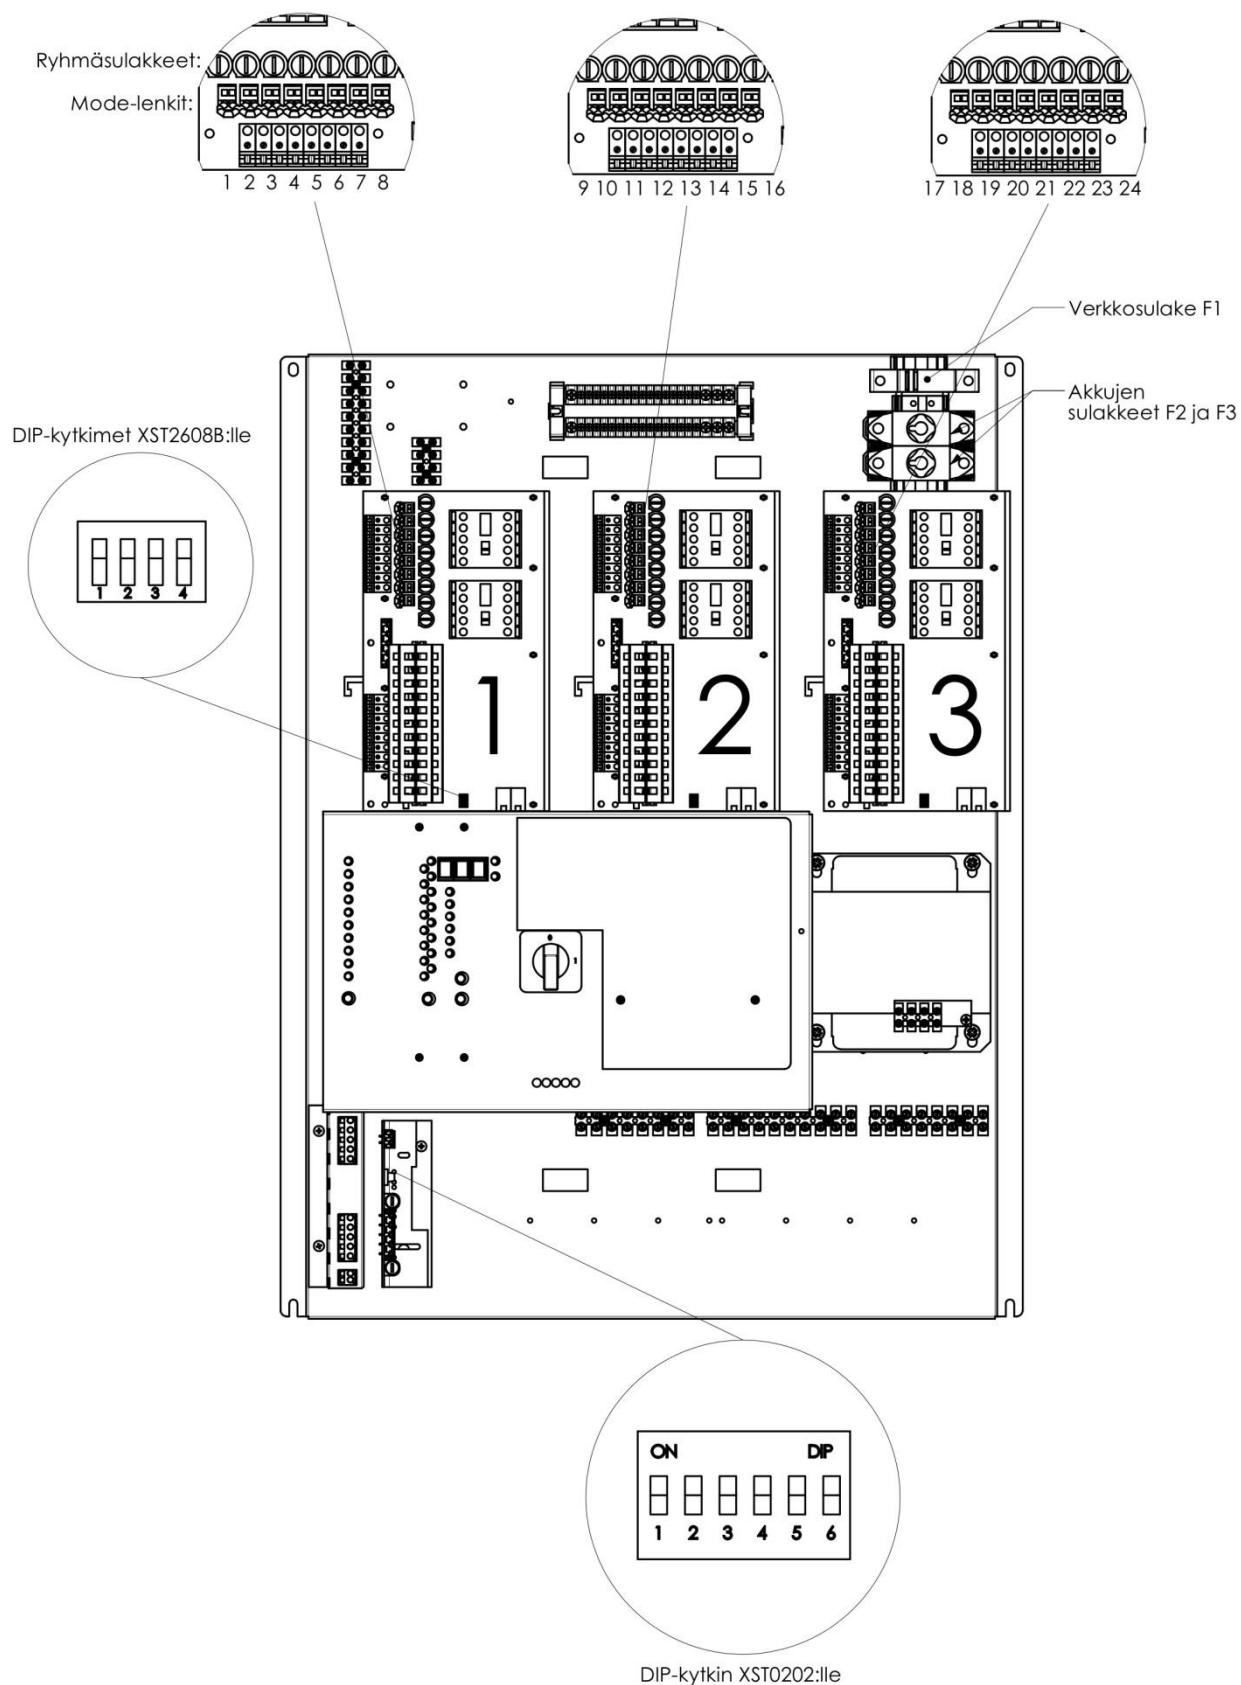 Ryhmäsulakkeet:
Mode-lenkit:
1 2 3 4 5 6 7 8
9 10 11 12 13 14 15 16
17 18 19 20 21 22 23 24
Verkkosulake F1
Akkujen
sulakkeet F2 ja F3
DIP-kytkimet XST2608B:lle
1 2 3 4
1 2 3
0
1
ON DIP
1 2 3 4 5 6
DIP-kytkin XST0202:lle